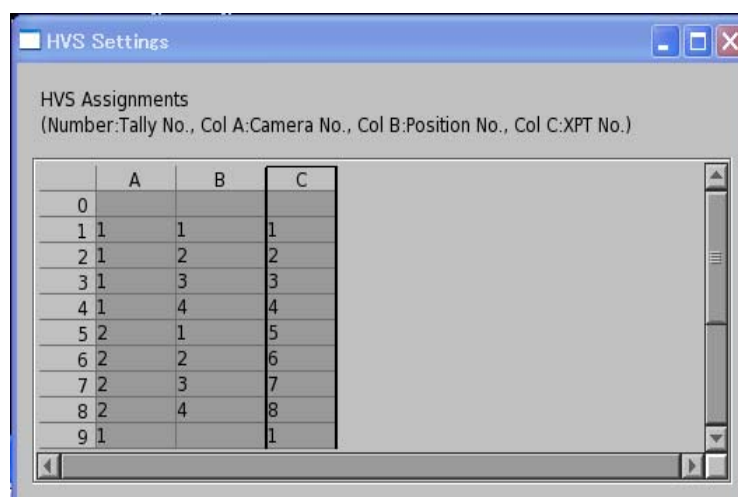 HVS Settings
HVS Assignments
(Number:Tally No., Col A:Camera No., Col B:Position No., Col C:XPT No.)
A B C
0
1 1 1 1
2 1 2 2
3 1 3 3
4 1 4 4
5 2 1 5
6 2 2 6
7 2 3 7
8 2 4 8
9 1 1